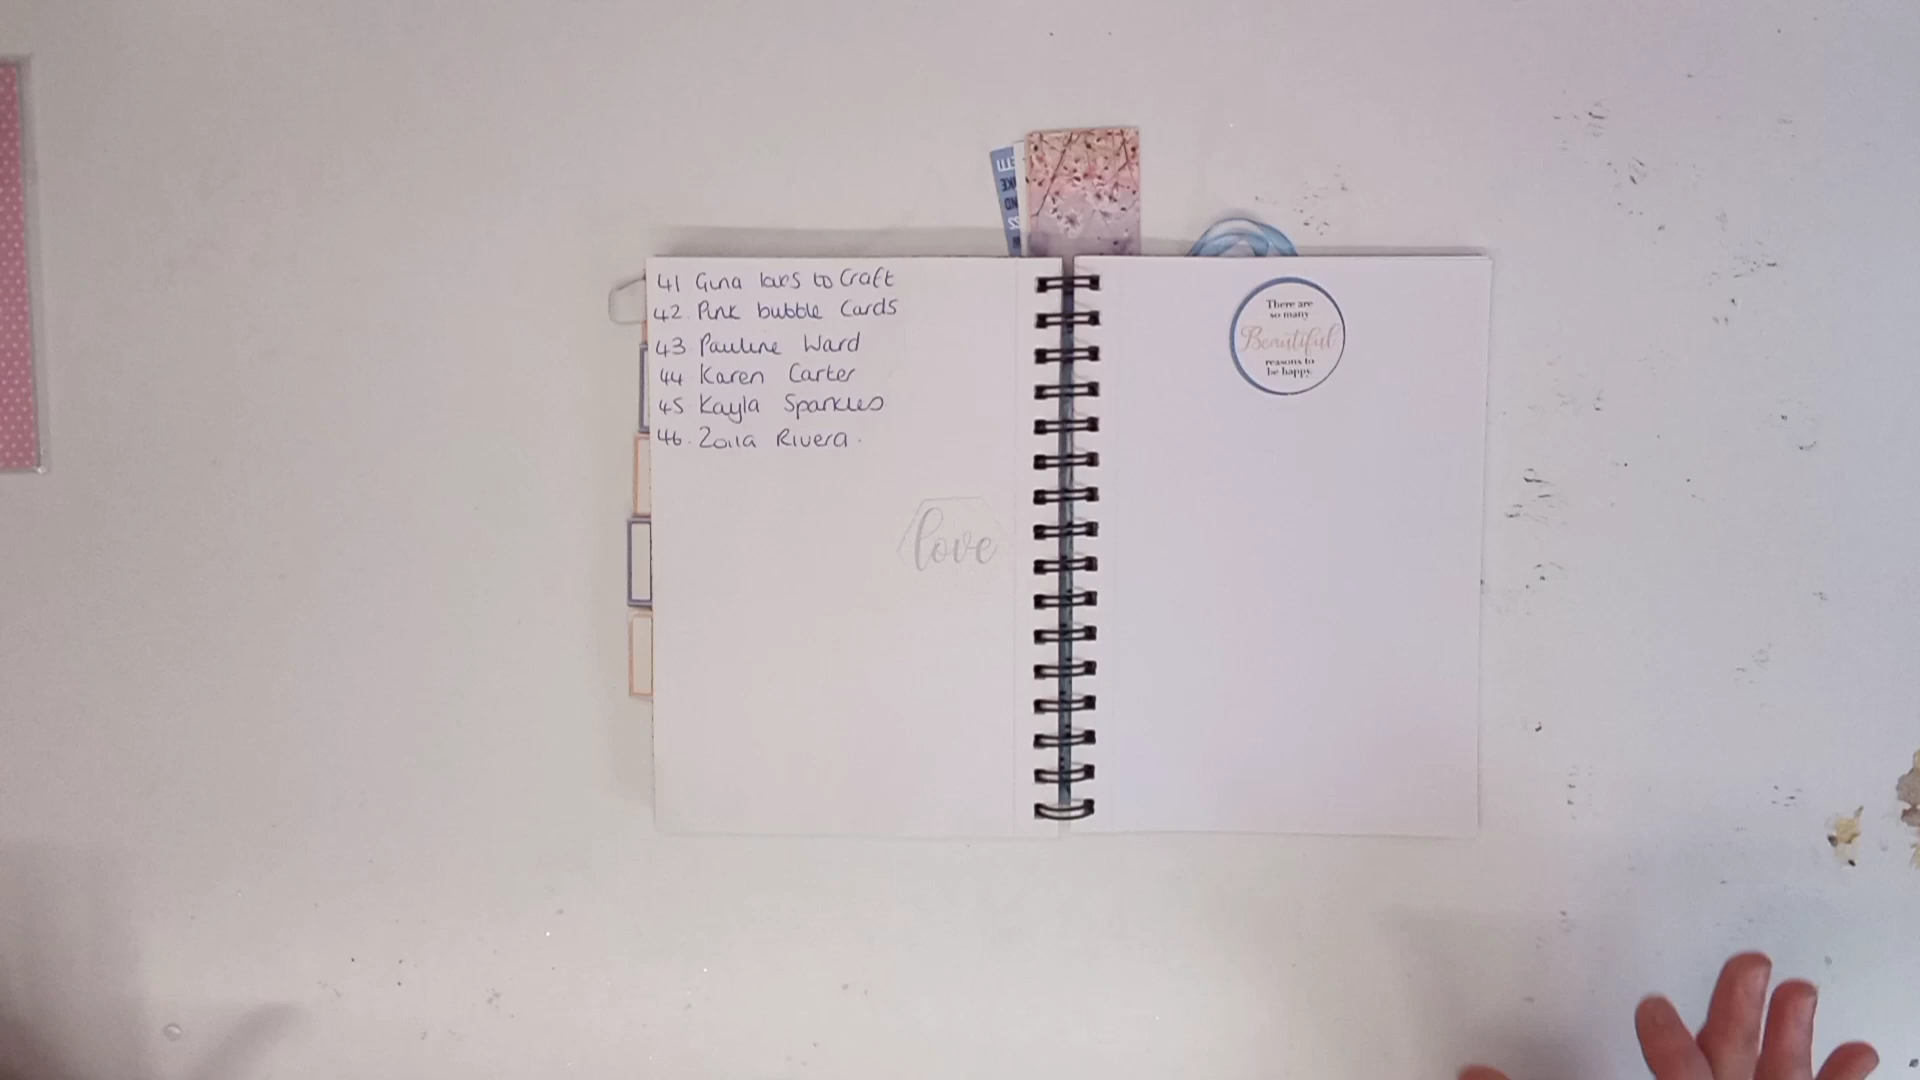 41 Gina loves to Craft
42. Pink bubble Cards
43 Pauline Ward
44 Karen Carter
45 Kayla Sparkles
46. Zoila Rivera.
love
There are
so many
Beautiful
reasons to
be happy.